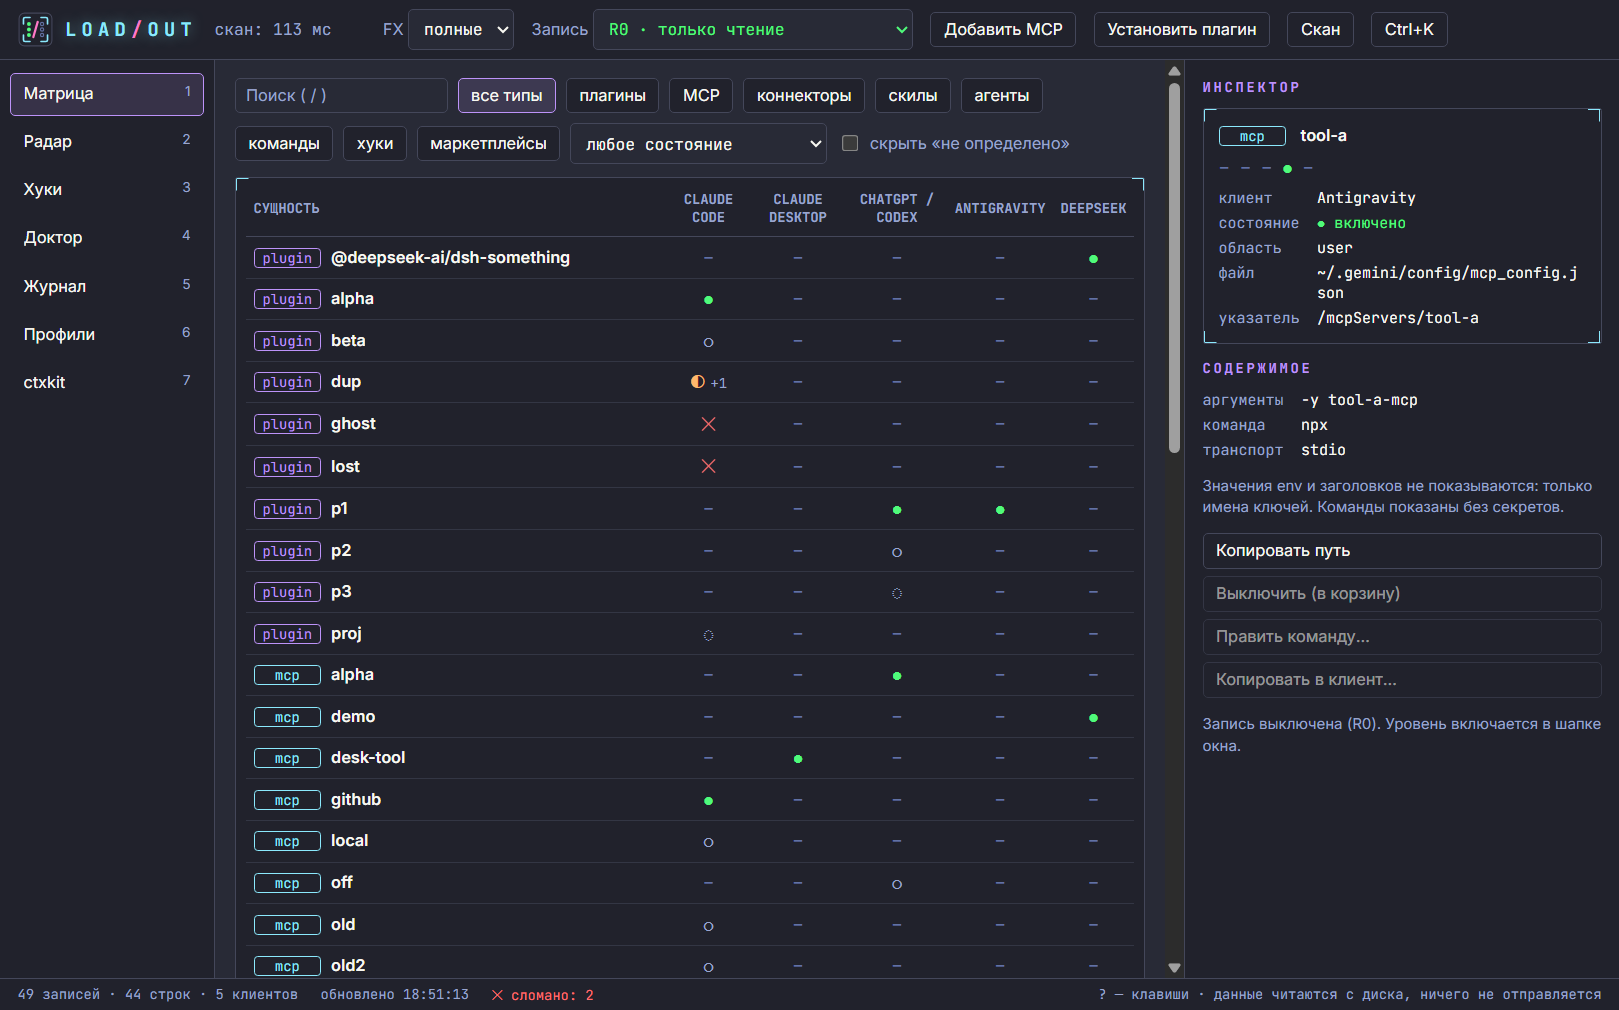 LOAD/OUT скан: 113 мс FX полные Запись R0 · только чтение Добавить MCP Установить плагин Скан Ctrl+K
Матрица 1
Радар 2
Хуки 3
Доктор 4
Журнал 5
Профили 6
ctxkit 7
Поиск ( / ) все типы плагины MCP коннекторы скилы агенты
команды хуки маркетплейсы любое состояние скрыть «не определено»
СУЩНОСТЬ CLAUDE CODE CLAUDE DESKTOP CHATGPT / CODEX ANTIGRAVITY DEEPSEEK
plugin @deepseek-ai/dsh-something – – – – ●
plugin alpha ● – – – –
plugin beta ○ – – – –
plugin dup ◐ +1 – – – –
plugin ghost ✕ – – – –
plugin lost ✕ – – – –
plugin p1 – – ● ● –
plugin p2 – – ○ – –
plugin p3 – – ◌ – –
plugin proj ◌ – – – –
mcp alpha – – ● – –
mcp demo – – – – ●
mcp desk-tool – ● – – –
mcp github ● – – – –
mcp local ○ – – – –
mcp off – – ○ – –
mcp old ○ – – – –
mcp old2 ○ – – – –
ИНСПЕКТОР
mcp tool-a
– – – ● –
клиент Antigravity
состояние ● включено
область user
файл ~/.gemini/config/mcp_config.j
son
указатель /mcpServers/tool-a
СОДЕРЖИМОЕ
аргументы -y tool-a-mcp
команда npx
транспорт stdio
Значения env и заголовков не показываются: только
имена ключей. Команды показаны без секретов.
Копировать путь
Выключить (в корзину)
Править команду...
Копировать в клиент...
Запись выключена (R0). Уровень включается в шапке
окна.
49 записей · 44 строк · 5 клиентов обновлено 18:51:13 ✕ сломано: 2 ? — клавиши · данные читаются с диска, ничего не отправляется